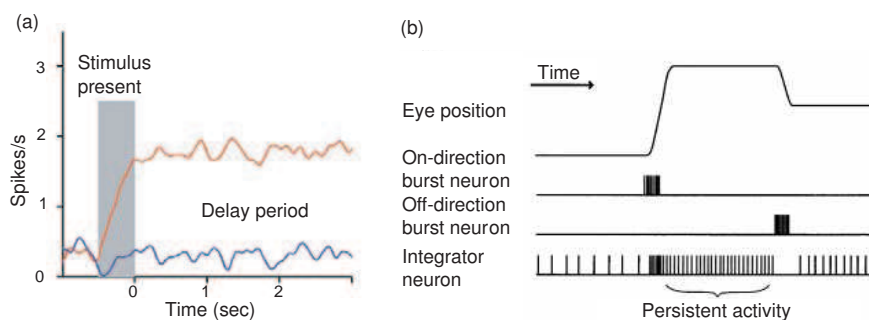 (a)
3
2
1
0
Spikes/s
Stimulus
present
Delay period
0
1
2
Time (sec)
(b)
Time
Eye position
On-direction
burst neuron
Off-direction
burst neuron
Integrator
neuron
Persistent activity